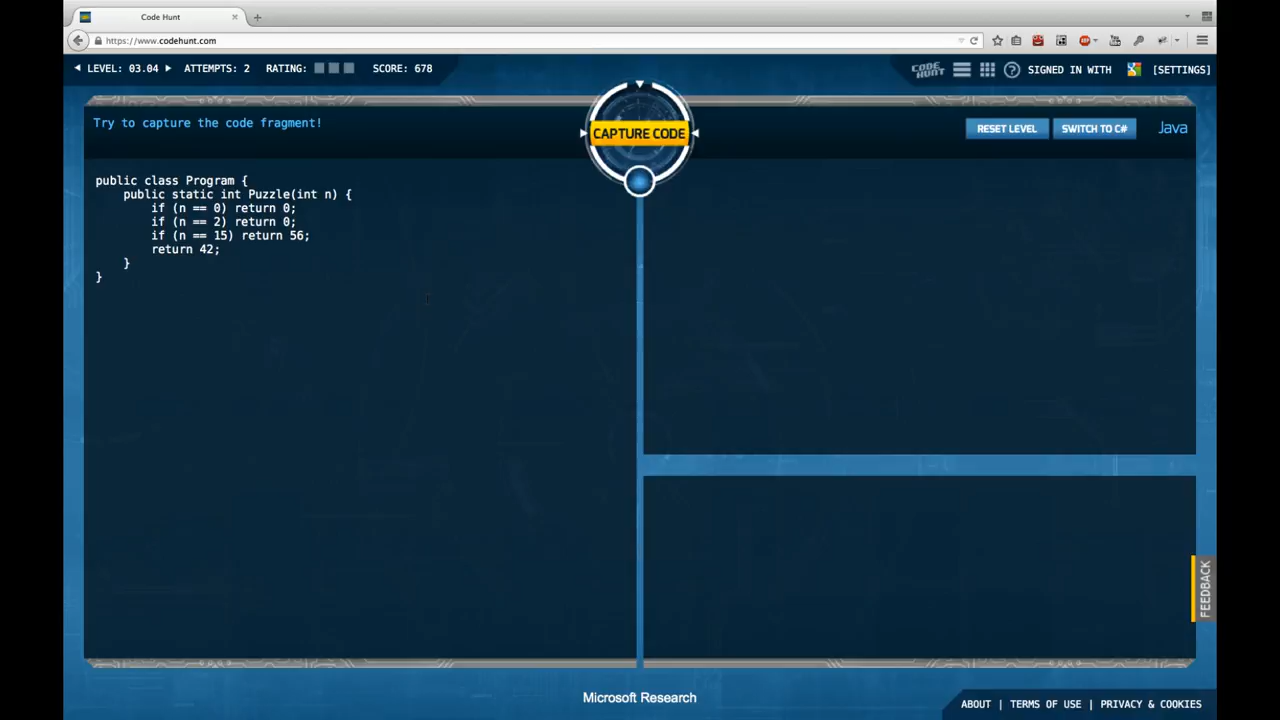 Code Hunt
https://www.codehunt.com
LEVEL: 03.04 ATTEMPTS: 2 RATING: SCORE: 678
CODE HUNT
SIGNED IN WITH [SETTINGS]
Try to capture the code fragment!
CAPTURE CODE
RESET LEVEL SWITCH TO C# Java
public class Program {
public static int Puzzle(int n) {
if (n == 0) return 0;
if (n == 2) return 0;
if (n == 15) return 56;
return 42;
}
}
FEEDBACK
Microsoft Research
ABOUT | TERMS OF USE | PRIVACY & COOKIES